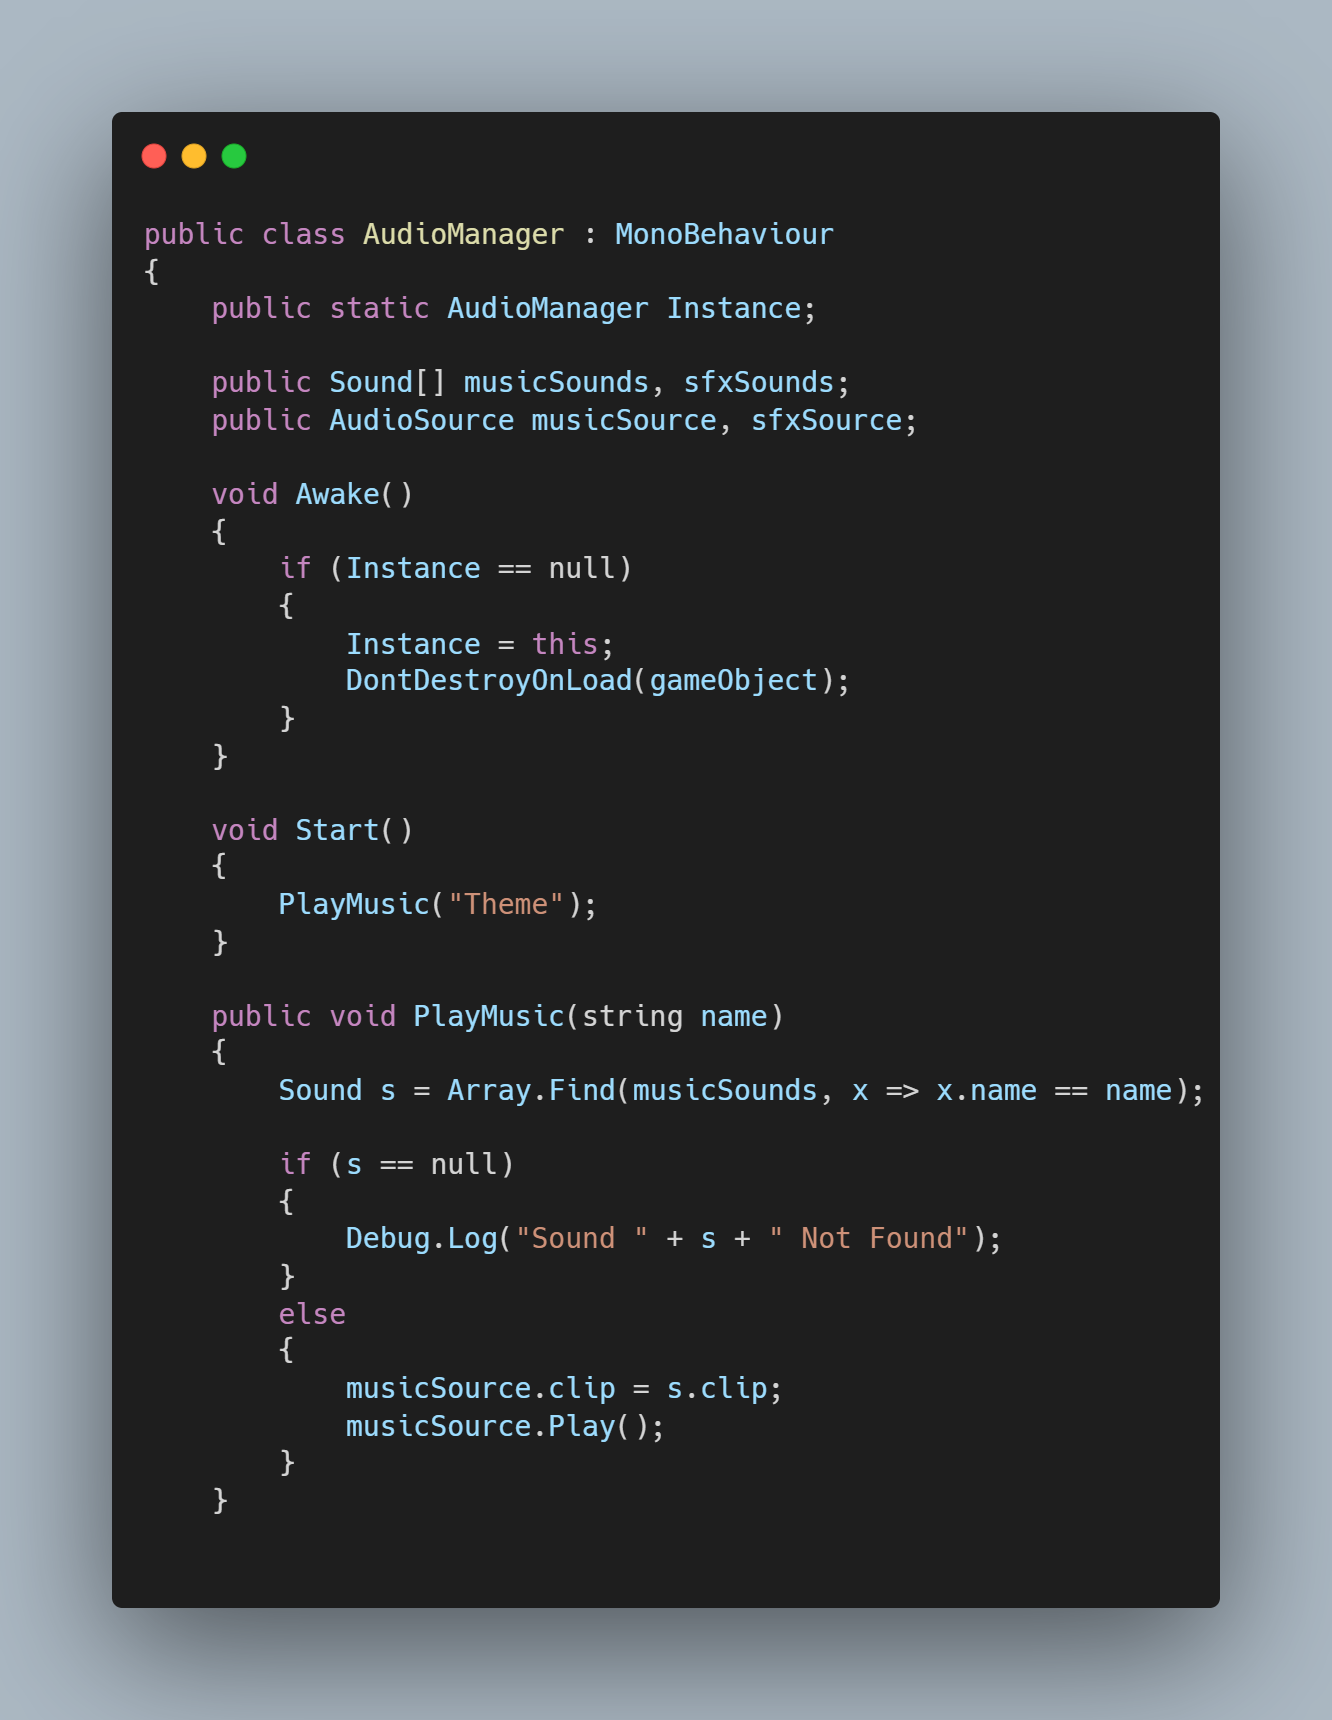 public class AudioManager : MonoBehaviour
{
    public static AudioManager Instance;

    public Sound[] musicSounds, sfxSounds;
    public AudioSource musicSource, sfxSource;

    void Awake()
    {
        if (Instance == null)
        {
            Instance = this;
            DontDestroyOnLoad(gameObject);
        }
    }

    void Start()
    {
        PlayMusic("Theme");
    }

    public void PlayMusic(string name)
    {
        Sound s = Array.Find(musicSounds, x => x.name == name);

        if (s == null)
        {
            Debug.Log("Sound " + s + " Not Found");
        }
        else
        {
            musicSource.clip = s.clip;
            musicSource.Play();
        }
    }